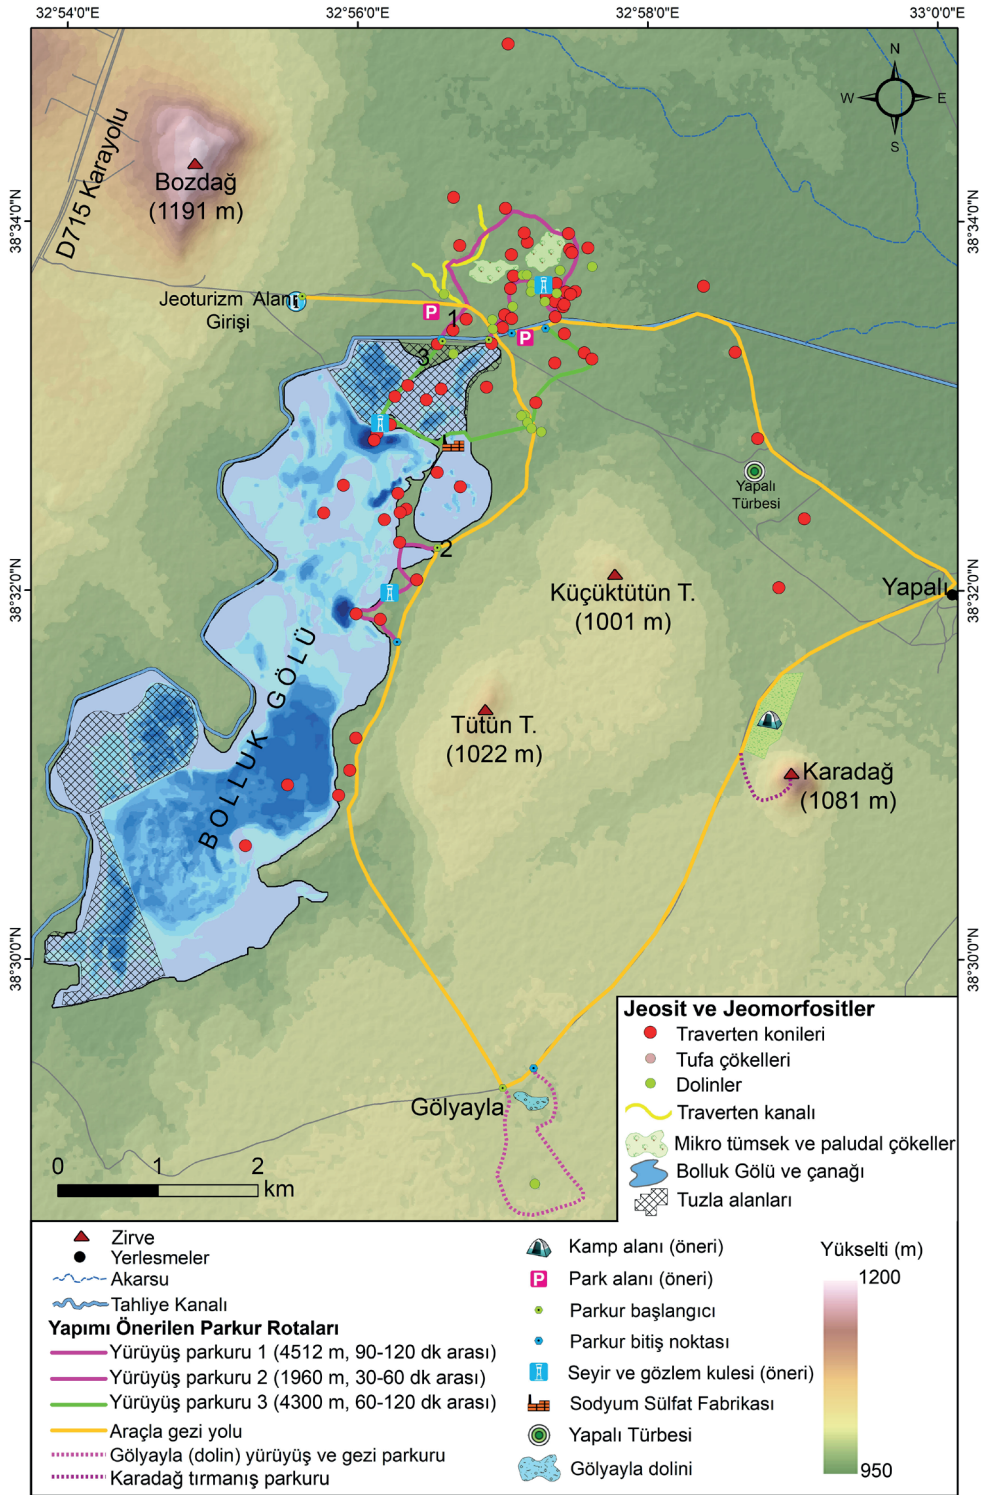 32°54'0"E
32°56'0"E
32°58'0"E
33°0'0"E
N
W
E
S
D715 Karayolu
Bozdağ
(1191 m)
38°34'0"N
38°34'0"N
Jeoturizm Alanı
Girişi
i
P
1
P
3
Yapalı
Türbesi
2
38°32'0"N
38°32'0"N
Küçüktütün T.
(1001 m)
Yapalı
BOLLUK GÖLÜ
Tütün T.
(1022 m)
Karadağ
(1081 m)
38°30'0"N
38°30'0"N
Gölyayla
0
1
2
km
Jeosit ve Jeomorfositler
Traverten konileri
Tufa çökelleri
Dolinler
Traverten kanalı
Mikro tümsek ve paludal çökeller
Bolluk Gölü ve çanağı
Tuzla alanları
Zirve
Yerlesmeler
Akarsu
Tahliye Kanalı
Yapımı Önerilen Parkur Rotaları
Yürüyüş parkuru 1 (4512 m, 90-120 dk arası)
Yürüyüş parkuru 2 (1960 m, 30-60 dk arası)
Yürüyüş parkuru 3 (4300 m, 60-120 dk arası)
Araçla gezi yolu
Gölyayla (dolin) yürüyüş ve gezi parkuru
Karadağ tırmanış parkuru
Kamp alanı (öneri)
P
Park alanı (öneri)
Parkur başlangıcı
Parkur bitiş noktası
Seyir ve gözlem kulesi (öneri)
Sodyum Sülfat Fabrikası
Yapalı Türbesi
Gölyayla dolini
Yükselti (m)
1200
950